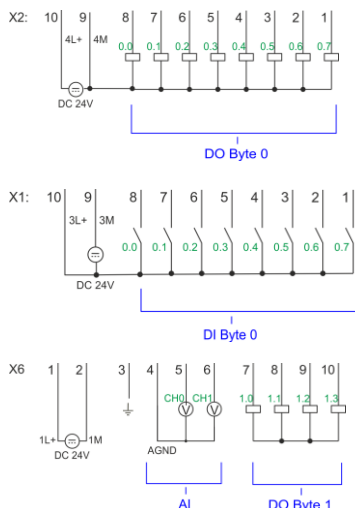 X2: 10 9 8 7 6 5 4 3 2 1
4L+ 4M 0.0 0.1 0.2 0.3 0.4 0.5 0.6 0.7
DC 24V
DO Byte 0
X1: 10 9 8 7 6 5 4 3 2 1
3L+ 3M 0.0 0.1 0.2 0.3 0.4 0.5 0.6 0.7
DC 24V
DI Byte 0
X6 1 2 3 4 5 6 7 8 9 10
CH0 CH1 1.0 1.1 1.2 1.3
V V
1L+ 1M
DC 24V
AGND
AI DO Byte 1